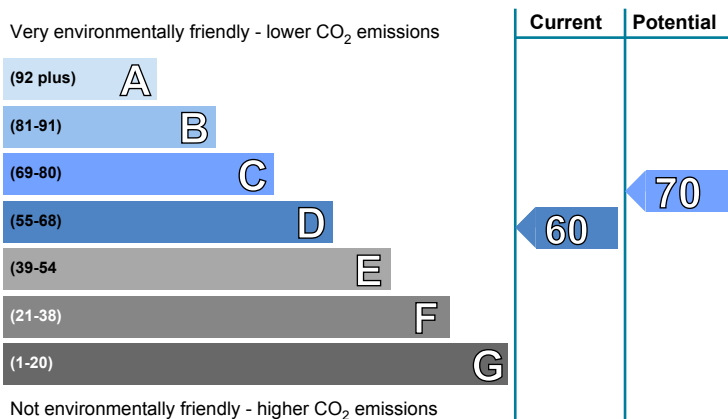 Current Potential
Very environmentally friendly - lower CO2 emissions
(92 plus) A
(81-91) B
(69-80) C
70
(55-68) D
60
(39-54 E
(21-38) F
(1-20) G
Not environmentally friendly - higher CO2 emissions